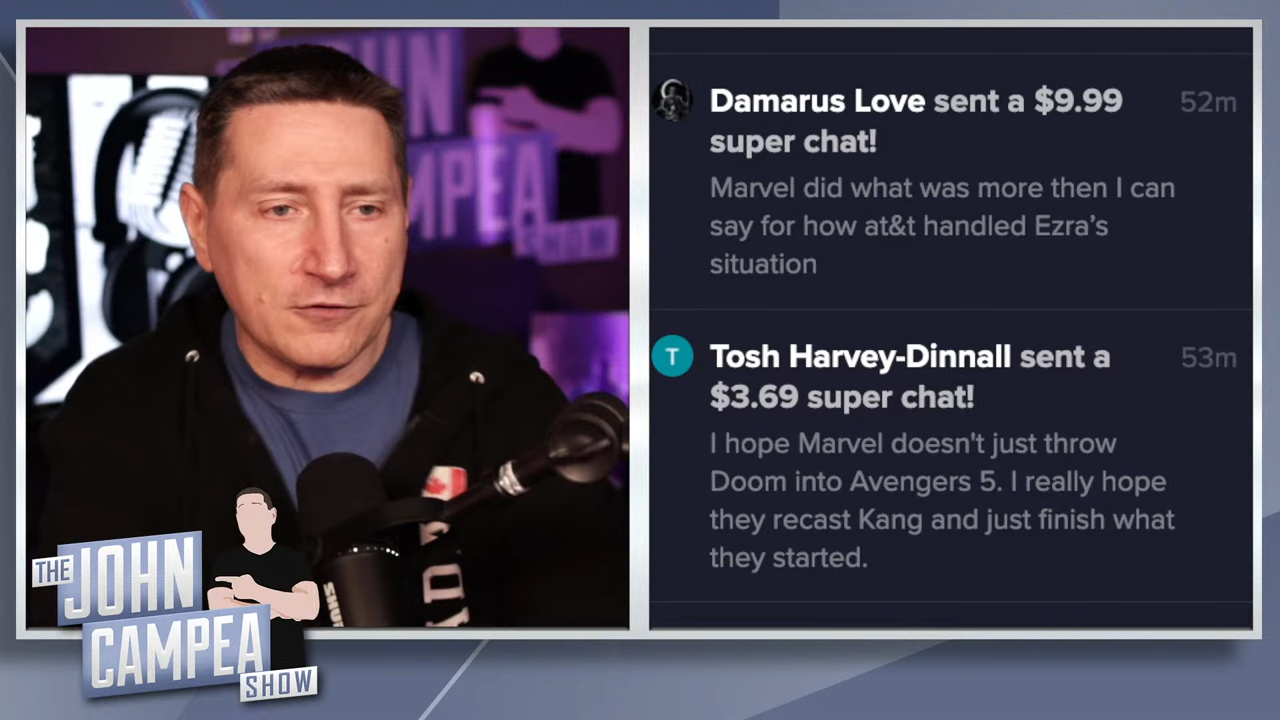 Damarus Love sent a $9.99
52m
super chat!
Marvel did what was more then I can
say for how at&t handled Ezra's
situation
T
Tosh Harvey-Dinnall sent a
53m
$3.69 super chat!
I hope Marvel doesn't just throw
Doom into Avengers 5. I really hope
they recast Kang and just finish what
they started.
THE
JOHN
CAMPEA
SHOW